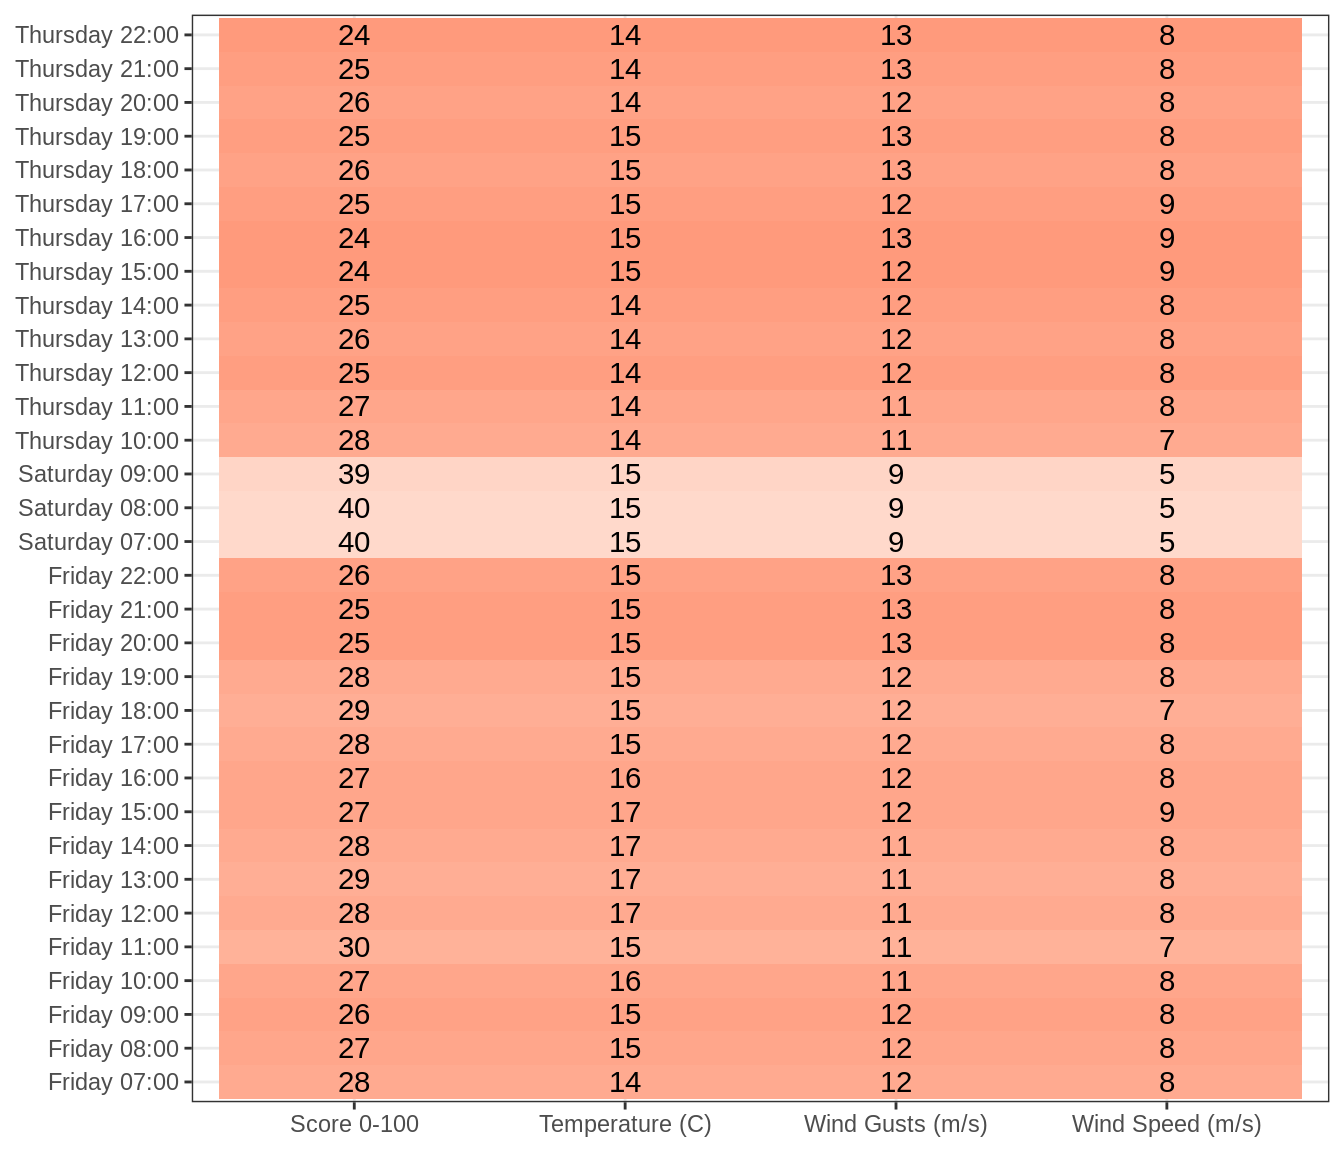 Thursday 22:00 24 14 13 8
Thursday 21:00 25 14 13 8
Thursday 20:00 26 14 12 8
Thursday 19:00 25 15 13 8
Thursday 18:00 26 15 13 8
Thursday 17:00 25 15 12 9
Thursday 16:00 24 15 13 9
Thursday 15:00 24 15 12 9
Thursday 14:00 25 14 12 8
Thursday 13:00 26 14 12 8
Thursday 12:00 25 14 12 8
Thursday 11:00 27 14 11 8
Thursday 10:00 28 14 11 7
Saturday 09:00 39 15 9 5
Saturday 08:00 40 15 9 5
Saturday 07:00 40 15 9 5
Friday 22:00 26 15 13 8
Friday 21:00 25 15 13 8
Friday 20:00 25 15 13 8
Friday 19:00 28 15 12 8
Friday 18:00 29 15 12 7
Friday 17:00 28 15 12 8
Friday 16:00 27 16 12 8
Friday 15:00 27 17 12 9
Friday 14:00 28 17 11 8
Friday 13:00 29 17 11 8
Friday 12:00 28 17 11 8
Friday 11:00 30 15 11 7
Friday 10:00 27 16 11 8
Friday 09:00 26 15 12 8
Friday 08:00 27 15 12 8
Friday 07:00 28 14 12 8
Score 0-100 Temperature (C) Wind Gusts (m/s) Wind Speed (m/s)